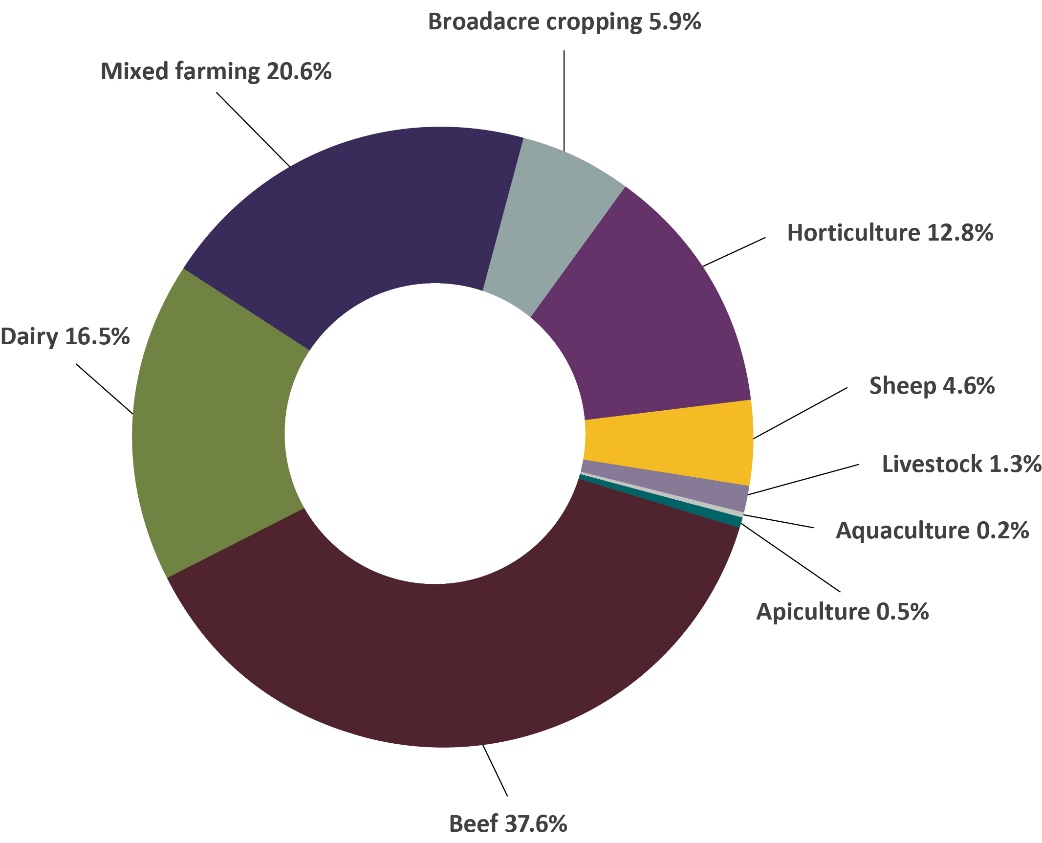 Broadacre cropping 5.9%
Mixed farming 20.6%
Horticulture 12.8%
Dairy 16.5%
Sheep 4.6%
Livestock 1.3%
Aquaculture 0.2%
Apiculture 0.5%
Beef 37.6%